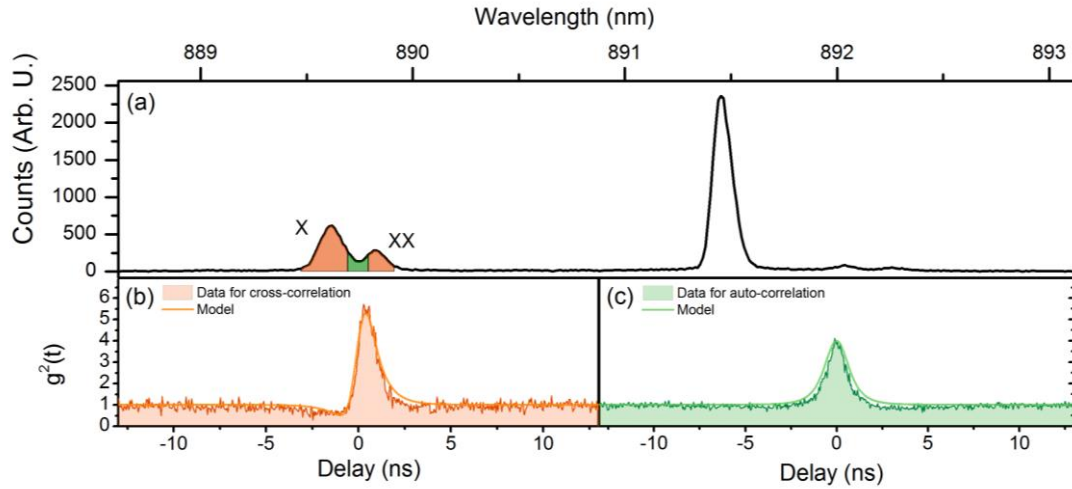 Wavelength (nm)
889 890 891 892 893
Counts (Arb. U.)
2500
2000
1500
1000
500
0
(a)
X
XX
g²(t)
6
5
4
3
2
1
0
(b)
Data for cross-correlation
Model
(c)
Data for auto-correlation
Model
-10 -5 0 5 10
-10 -5 0 5 10
Delay (ns)
Delay (ns)